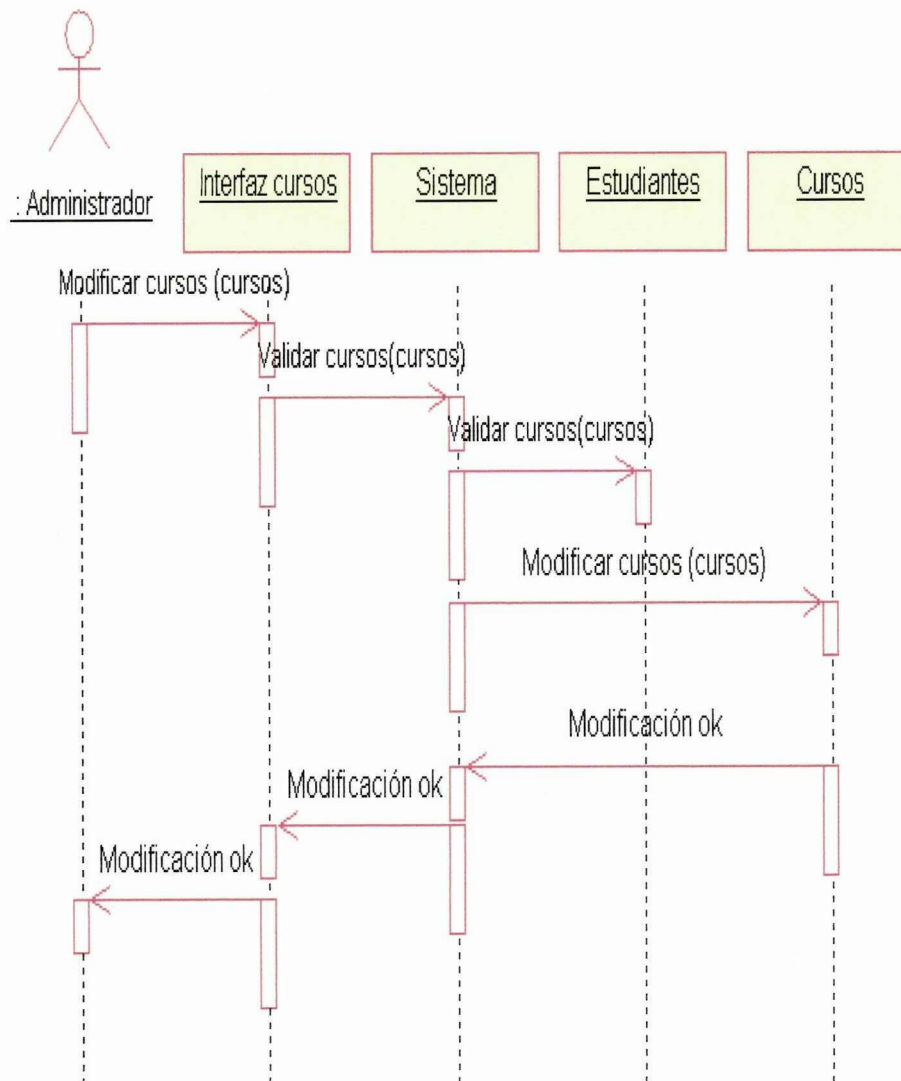 : Administrador
Interfaz cursos
Sistema
Estudiantes
Cursos
Modificar cursos (cursos)
Validar cursos(cursos)
Validar cursos(cursos)
Modificar cursos (cursos)
Modificación ok
Modificación ok
Modificación ok